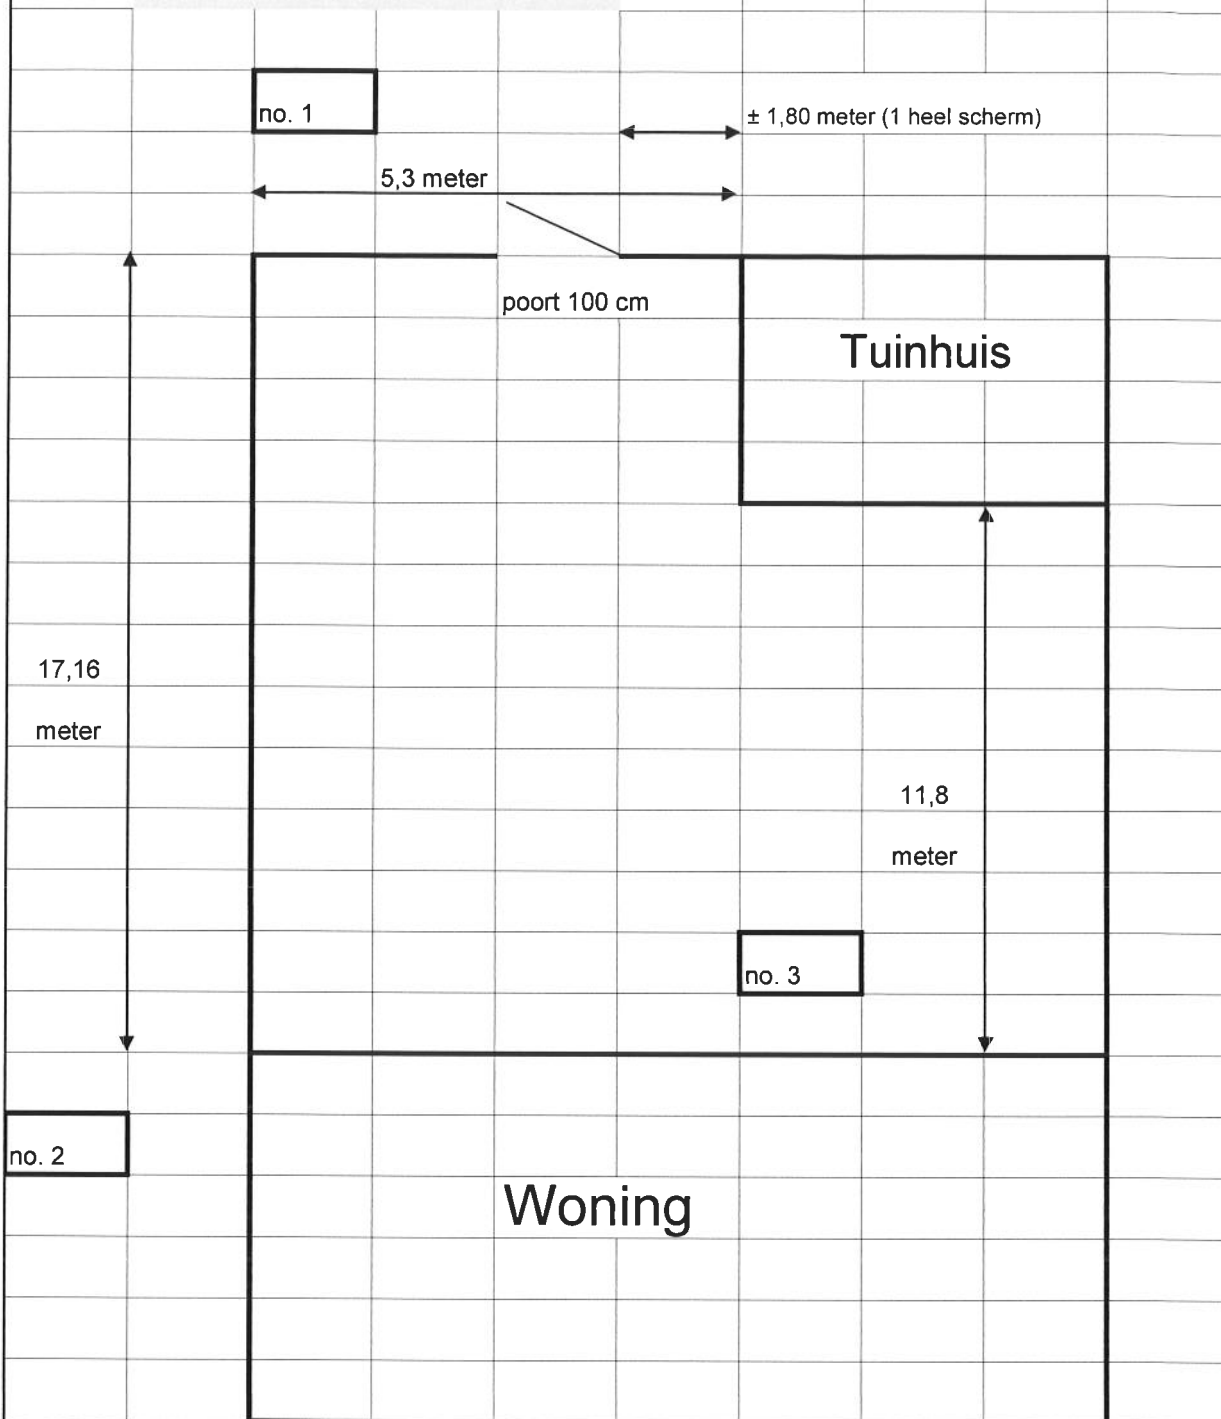 no. 1
± 1,80 meter (1 heel scherm)
5,3 meter
poort 100 cm
Tuinhuis
17,16
meter
11,8
meter
no. 3
no. 2
Woning